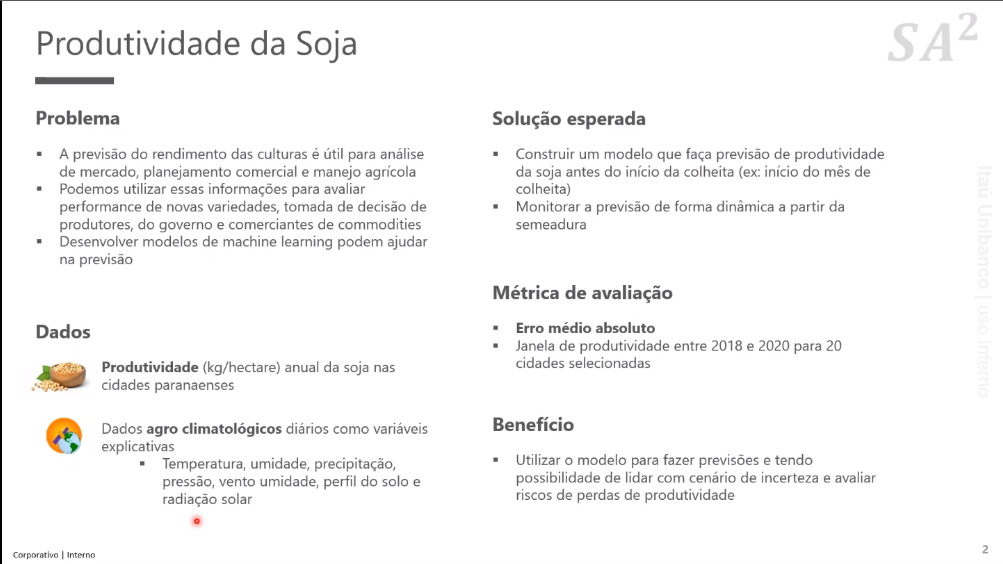 Produtividade da Soja
SA²
Problema
▪ A previsão do rendimento das culturas é útil para análise
de mercado, planejamento comercial e manejo agrícola
▪ Podemos utilizar essas informações para avaliar
performance de novas variedades, tomada de decisão de
produtores, do governo e comerciantes de commodities
▪ Desenvolver modelos de machine learning podem ajudar
na previsão
Dados
Produtividade (kg/hectare) anual da soja nas
cidades paranaenses
Dados agro climatológicos diários como variáveis
explicativas
▪ Temperatura, umidade, precipitação,
pressão, vento umidade, perfil do solo e
radiação solar
Solução esperada
▪ Construir um modelo que faça previsão de produtividade
da soja antes do início da colheita (ex: início do mês de
colheita)
▪ Monitorar a previsão de forma dinâmica a partir da
semeadura
Métrica de avaliação
▪ Erro médio absoluto
▪ Janela de produtividade entre 2018 e 2020 para 20
cidades selecionadas
Benefício
▪ Utilizar o modelo para fazer previsões e tendo
possibilidade de lidar com cenário de incerteza e avaliar
riscos de perdas de produtividade
Itaú Unibanco | uso interno
Corporativo | Interno
2